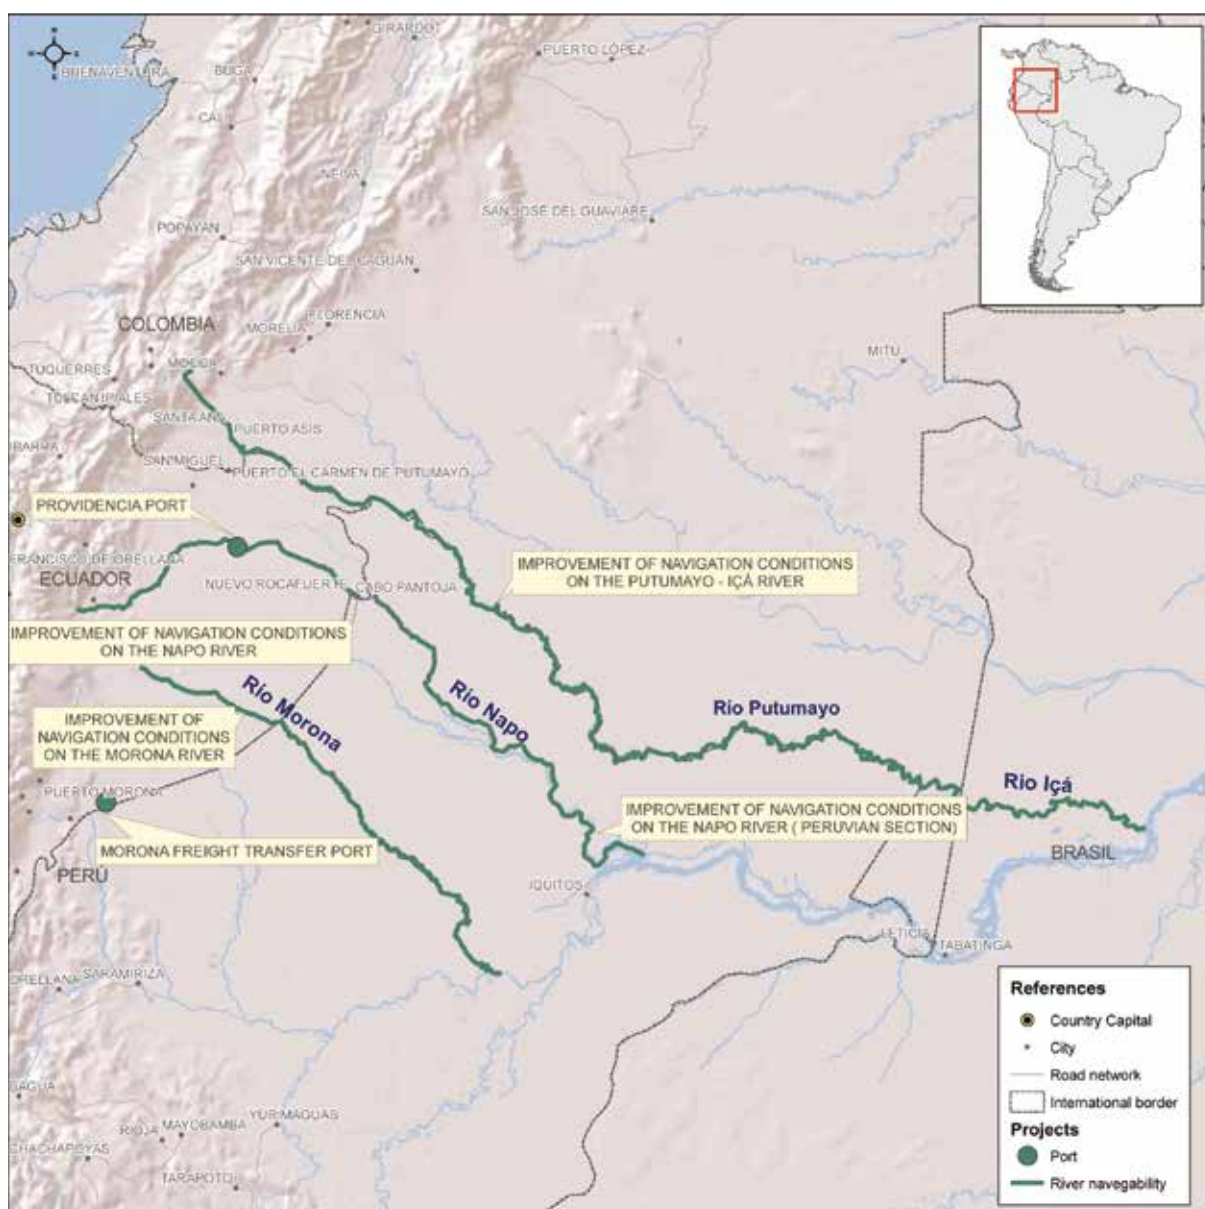 GIRARDOT
PUERTO LÓPEZ
BUENAVENTURA
BUGA
CALI
NEIVA
SAN JOSÉ DEL GUAVIARE
POPAYÁN
SAN VICENTE DEL CAGUÁN
COLOMBIA
FLORENCIA
MORELIA
MITU
TUQUERRES
MOCOA
IPIALES
SANTA ANA
PUERTO ASIS
IBARRA
SAN MIGUEL
PUERTO EL CARMEN DE PUTUMAYO
PROVIDENCIA PORT
FRANCISCO DE ORELLANA
ECUADOR
NUEVO ROCAFUERTE
CABO PANTOJA
IMPROVEMENT OF NAVIGATION CONDITIONS
ON THE PUTUMAYO - IÇÁ RIVER
IMPROVEMENT OF NAVIGATION CONDITIONS
ON THE NAPO RIVER
Río Morona
Río Napo
Río Putumayo
IMPROVEMENT OF
NAVIGATION CONDITIONS
ON THE MORONA RIVER
PUERTO MORONA
MORONA FREIGHT TRANSFER PORT
PERÚ
IMPROVEMENT OF NAVIGATION CONDITIONS
ON THE NAPO RIVER ( PERUVIAN SECTION)
Río Içá
BRASIL
IQUITOS
LETICIA
TABATINGA
ORELLANA
SARAMIRIZA
BAGUA
YURIMAGUAS
RIOJA
MOYOBAMBA
CHACHAPOYAS
TARAPOTO
References
Country Capital
City
Road network
International border
Projects
Port
River navegability